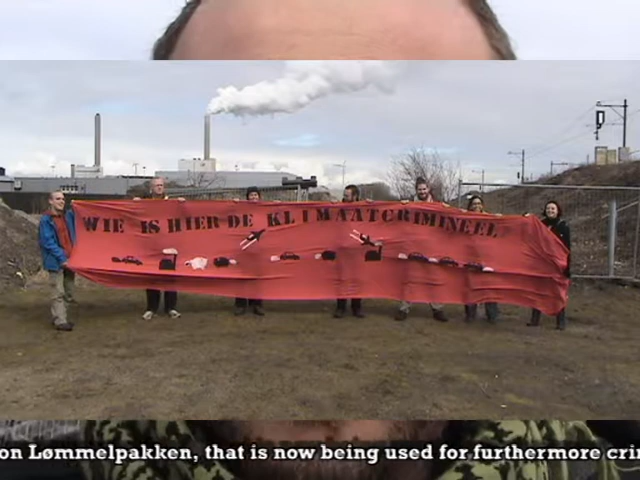 WIE IS HIER DE KLIMAATCRIMINEEL
on Lømmelpakken, that is now being used for furthermore cri